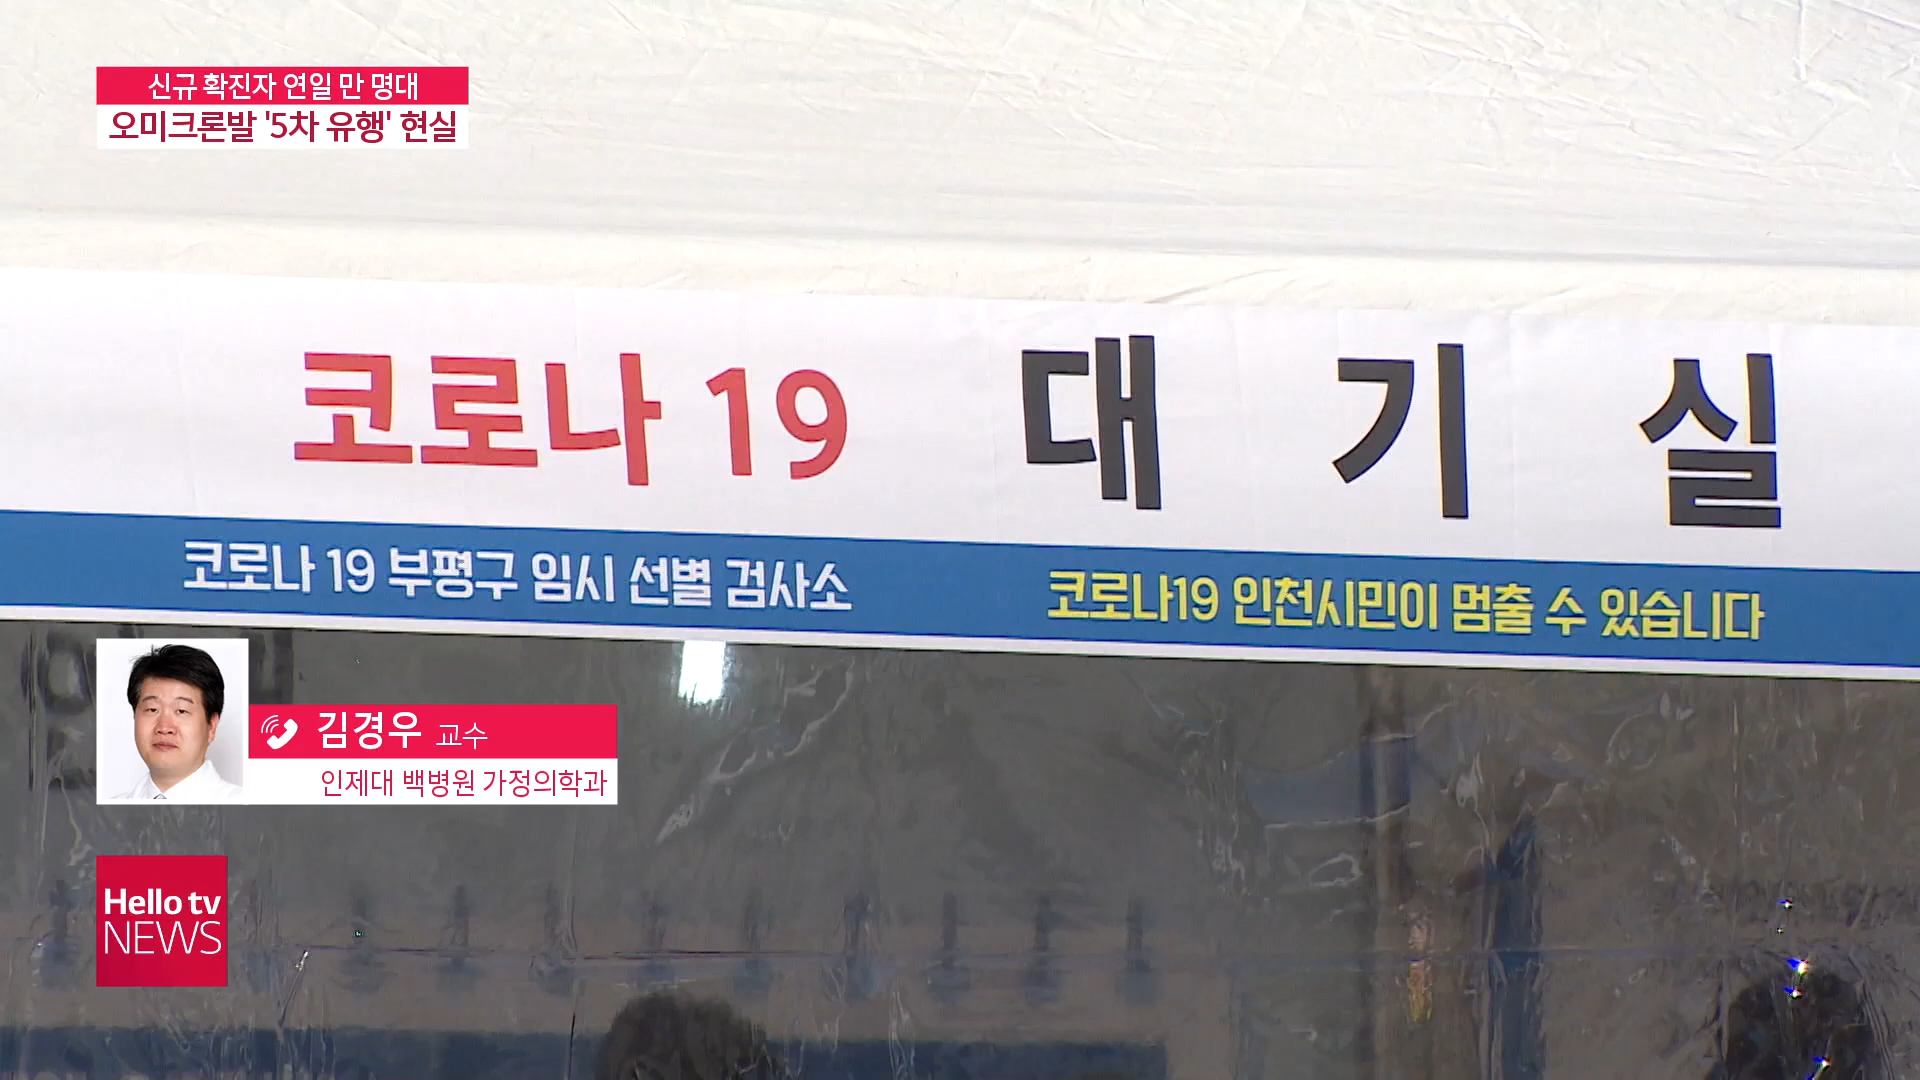 신규 확진자 연일 만 명대
오미크론발 '5차 유행' 현실
코로나 19 대 기 실
코로나 19 부평구 임시 선별 검사소
코로나19 인천시민이 멈출 수 있습니다
김경우 교수
인제대 백병원 가정의학과
Hello tv
NEWS